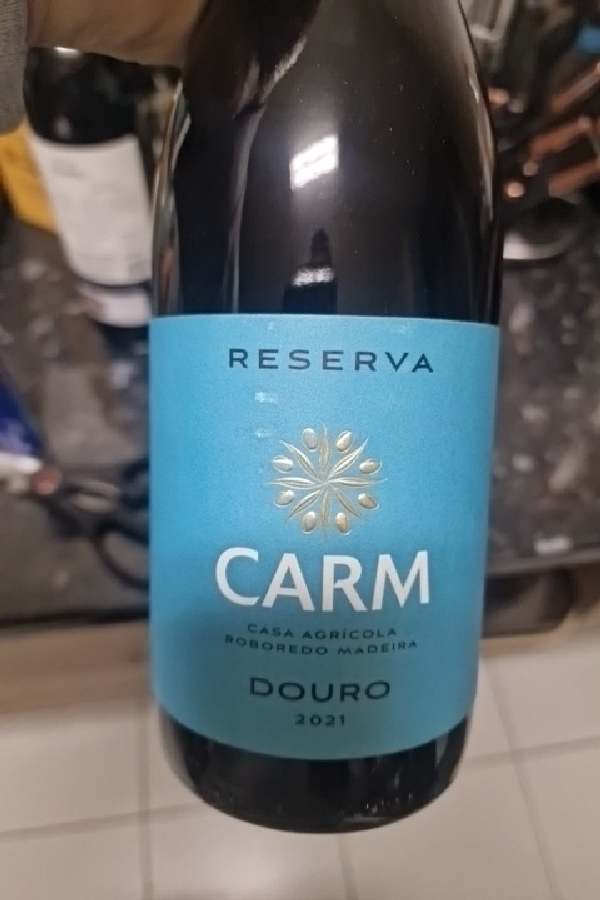 RESERVA
CARM
CASA AGRÍCOLA
ROBOREDO MADEIRA
DOURO
2021